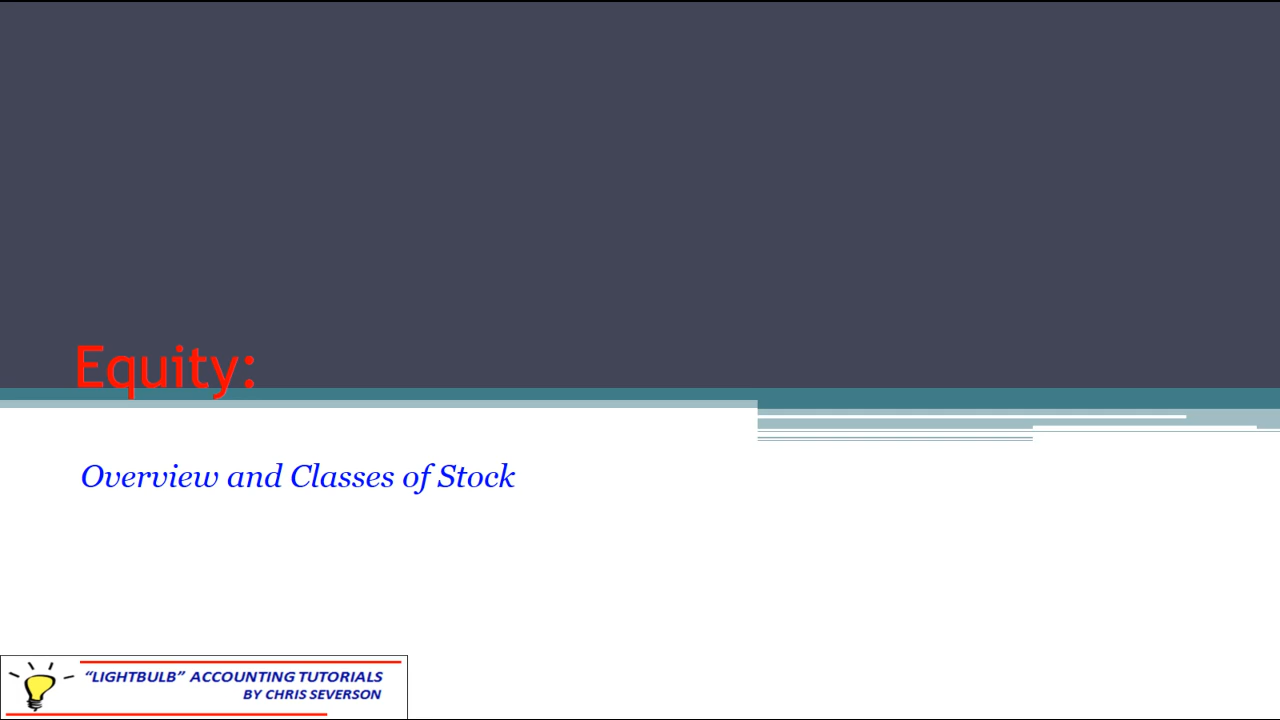 Equity:
Overview and Classes of Stock
“LIGHTBULB” ACCOUNTING TUTORIALS
BY CHRIS SEVERSON